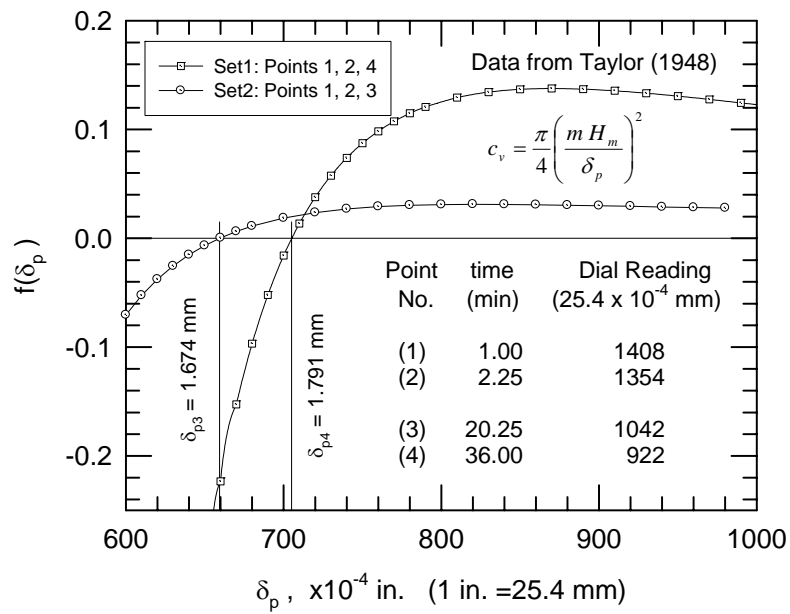 0.2
0.1
0.0
-0.1
-0.2
f(δp)
Set1: Points 1, 2, 4
Set2: Points 1, 2, 3
Data from Taylor (1948)
c_v = π/4 (m H_m / δ_p)²
Point time Dial Reading
No. (min) (25.4 x 10⁻⁴ mm)
(1) 1.00 1408
(2) 2.25 1354
(3) 20.25 1042
(4) 36.00 922
δp3 = 1.674 mm
δp4 = 1.791 mm
600 700 800 900 1000
δp , x10⁻⁴ in. (1 in. =25.4 mm)